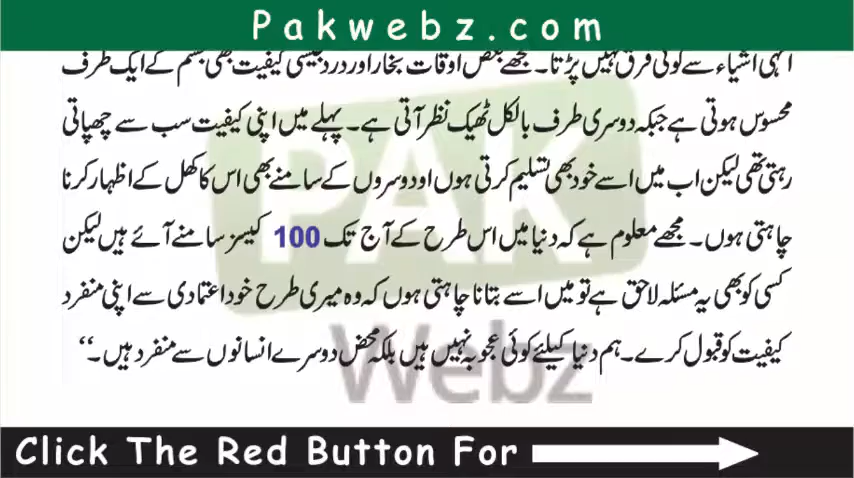 Pakwebz.com
انہی اشیاء سے کوئی فرق نہیں پڑتا۔ مجھے بعض اوقات بخار اور درد جیسی کیفیت بھی جسم کے ایک طرف
محسوس ہوتی ہے جبکہ دوسری طرف بالکل ٹھیک نظر آتی ہے۔ پہلے میں اپنی کیفیت سب سے چھپاتی
رہتی تھی لیکن اب میں اسے خود بھی تسلیم کرتی ہوں اور دوسروں کے سامنے بھی اس کا کھل کے اظہار کرنا
چاہتی ہوں۔ مجھے معلوم ہے کہ دنیا میں اس طرح کے آج تک 100 کیسز سامنے آئے ہیں لیکن
کسی کو بھی یہ مسئلہ لاحق ہے تو میں اسے بتانا چاہتی ہوں کہ وہ میری طرح خود اعتمادی سے اپنی منفرد
کیفیت کو قبول کرے۔ ہم دنیا کیلئے کوئی عجوبہ نہیں ہیں بلکہ محض دوسرے انسانوں سے منفرد ہیں۔‘‘
PAK
Webz
Click The Red Button For